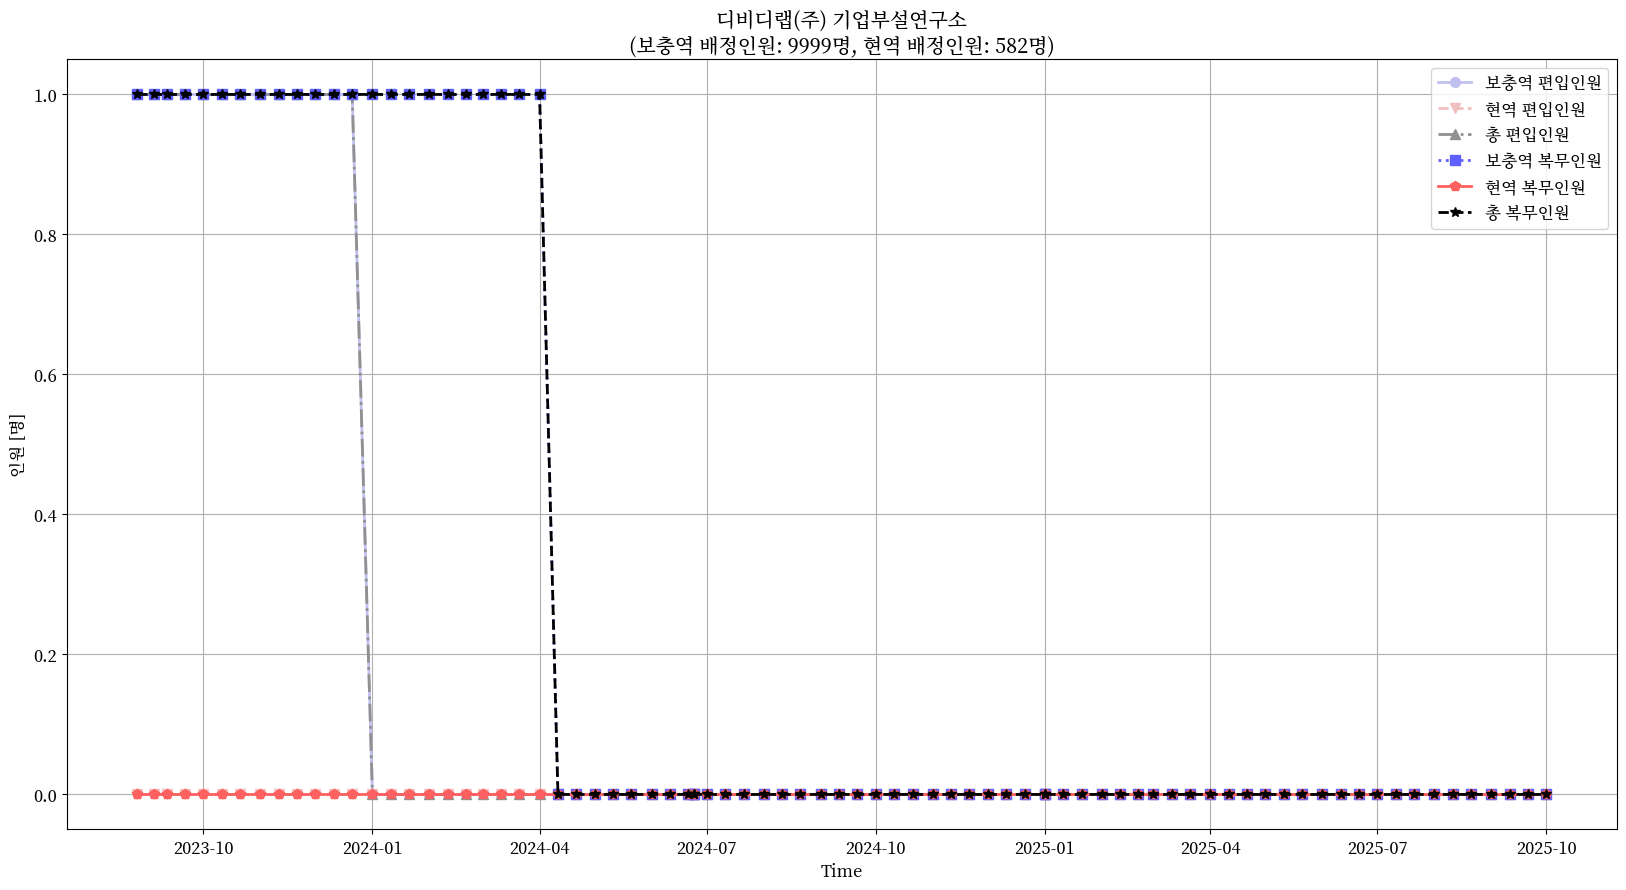 디비디랩(주) 기업부설연구소
(보충역 배정인원: 9999명, 현역 배정인원: 582명)
보충역 편입인원
현역 편입인원
총 편입인원
보충역 복무인원
현역 복무인원
총 복무인원
1.0
0.8
0.6
0.4
0.2
0.0
인원 [명]
2023-10
2024-01
2024-04
2024-07
2024-10
2025-01
2025-04
2025-07
2025-10
Time